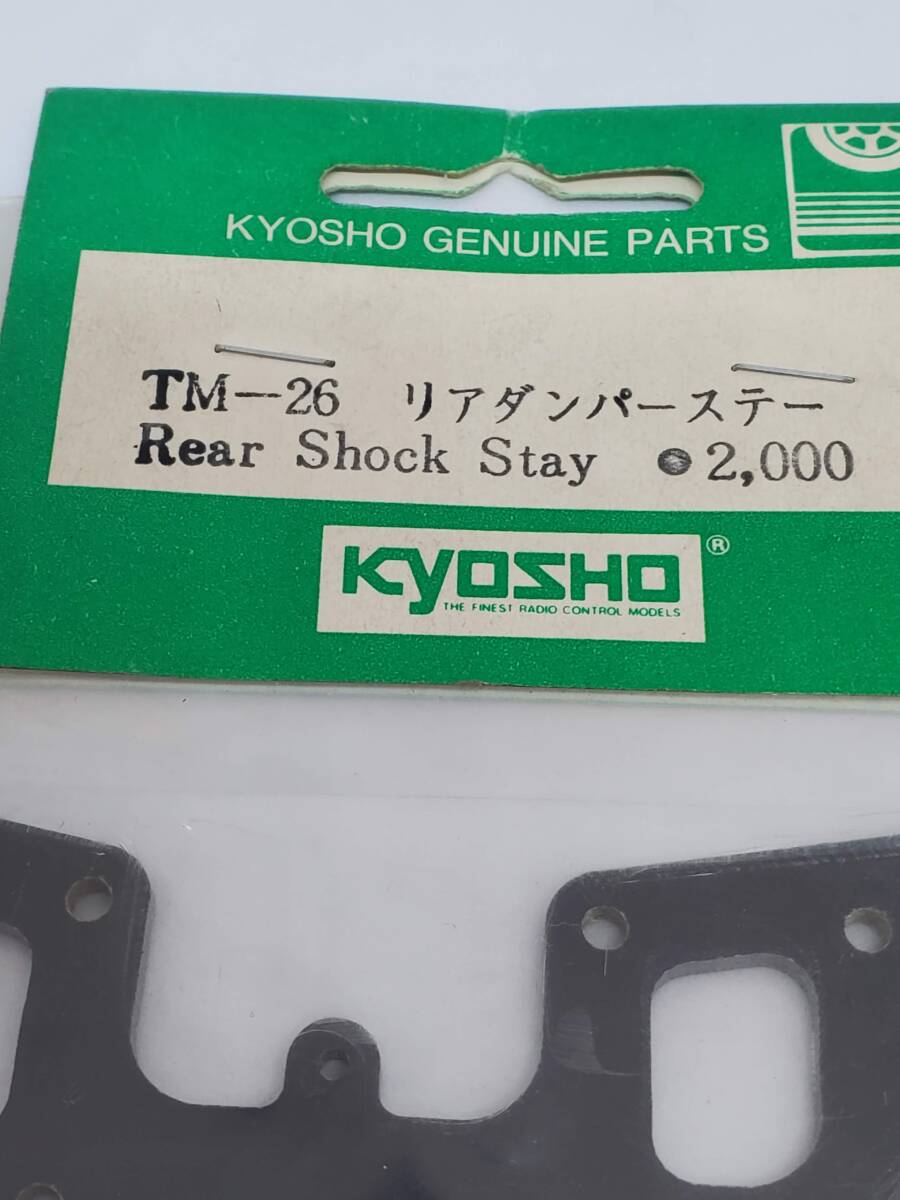 KYOSHO GENUINE PARTS
TM-26 リアダンパーステー
Rear Shock Stay ●2,000
KYOSHO ®
THE FINEST RADIO CONTROL MODELS